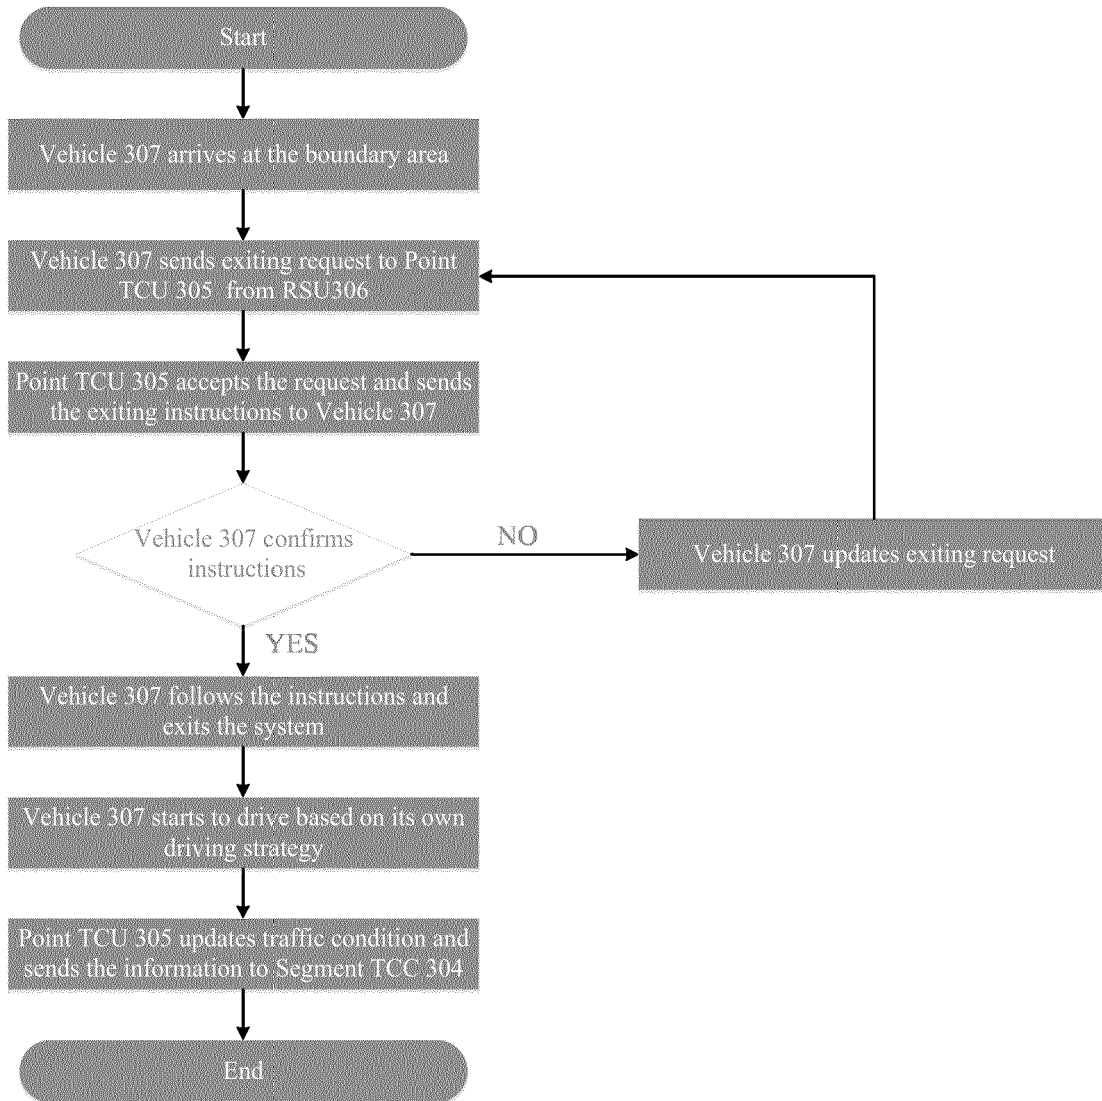 Start
Vehicle 307 arrives at the boundary area
Vehicle 307 sends exiting request to Point
TCU 305 from RSU306
Point TCU 305 accepts the request and sends
the exiting instructions to Vehicle 307
Vehicle 307 confirms
instructions
NO
Vehicle 307 updates exiting request
YES
Vehicle 307 follows the instructions and
exits the system
Vehicle 307 starts to drive based on its own
driving strategy
Point TCU 305 updates traffic condition and
sends the information to Segment TCC 304
End